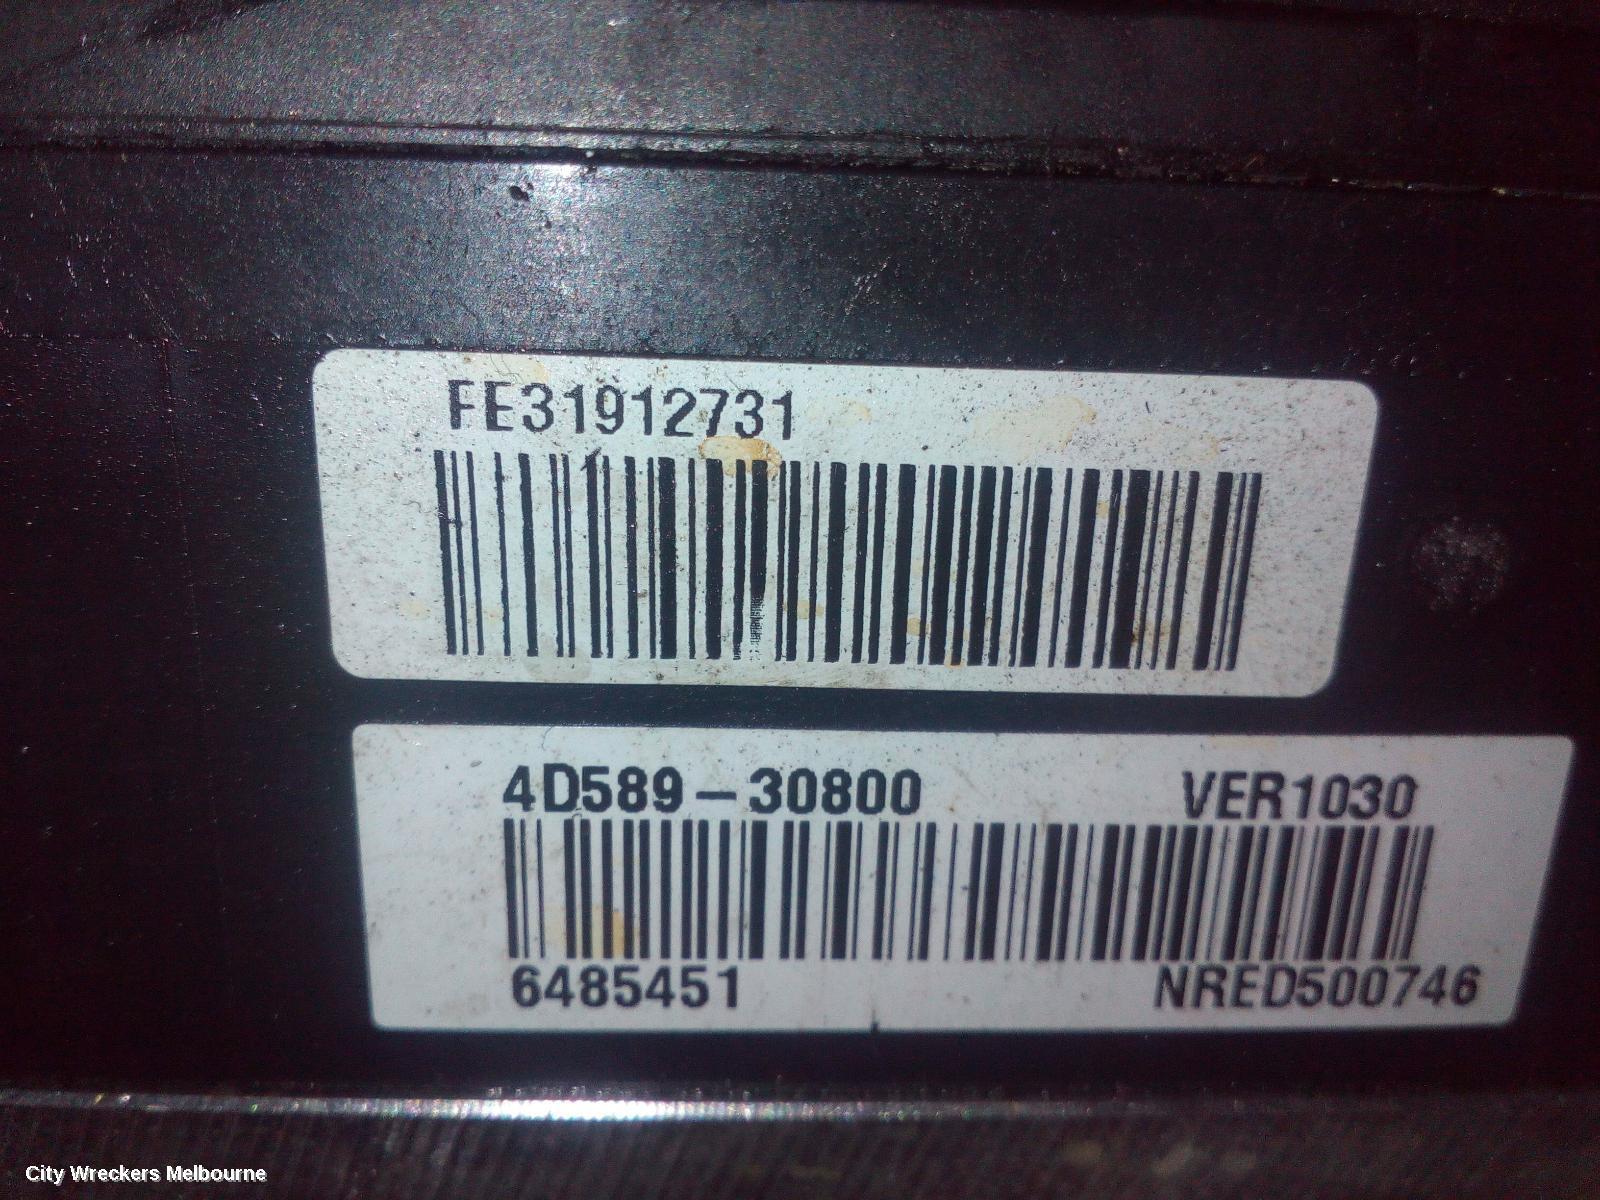 FE31912731
4D589-30800 VER1030
6485451 NRED500746
City Wreckers Melbourne